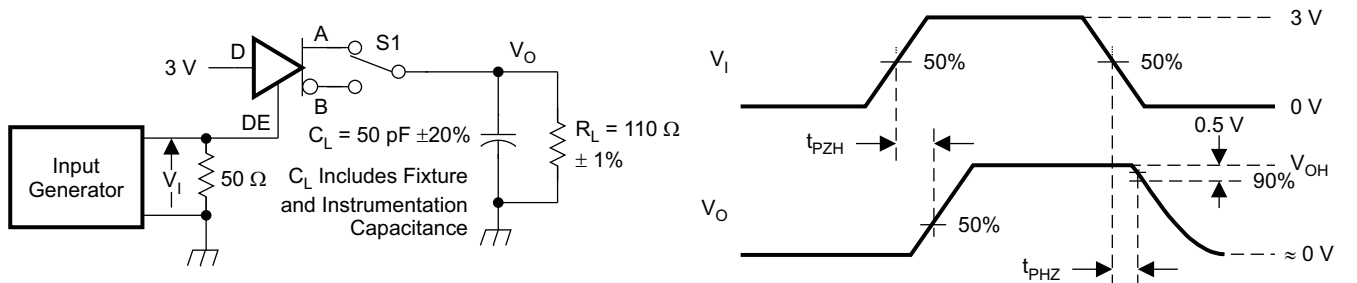 3 V
D
A
S1
B
DE
V_O
Input
Generator
V_I
50 Ω
C_L = 50 pF ±20%
C_L Includes Fixture
and Instrumentation
Capacitance
R_L = 110 Ω
± 1%
V_I
50%
50%
3 V
0 V
t_PZH
0.5 V
V_OH
90%
V_O
50%
t_PHZ
≈ 0 V